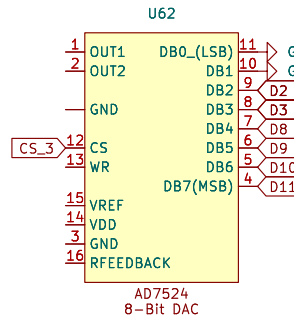 U62
1 OUT1 DB0_(LSB) 11 G
2 OUT2 DB1 10 G
DB2 9 D2
GND DB3 8 D3
DB4 7 D8
CS_3 12 CS DB5 6 D9
13 WR DB6 5 D10
DB7(MSB) 4 D11
15 VREF
14 VDD
3 GND
16 RFEEDBACK
AD7524
8-Bit DAC